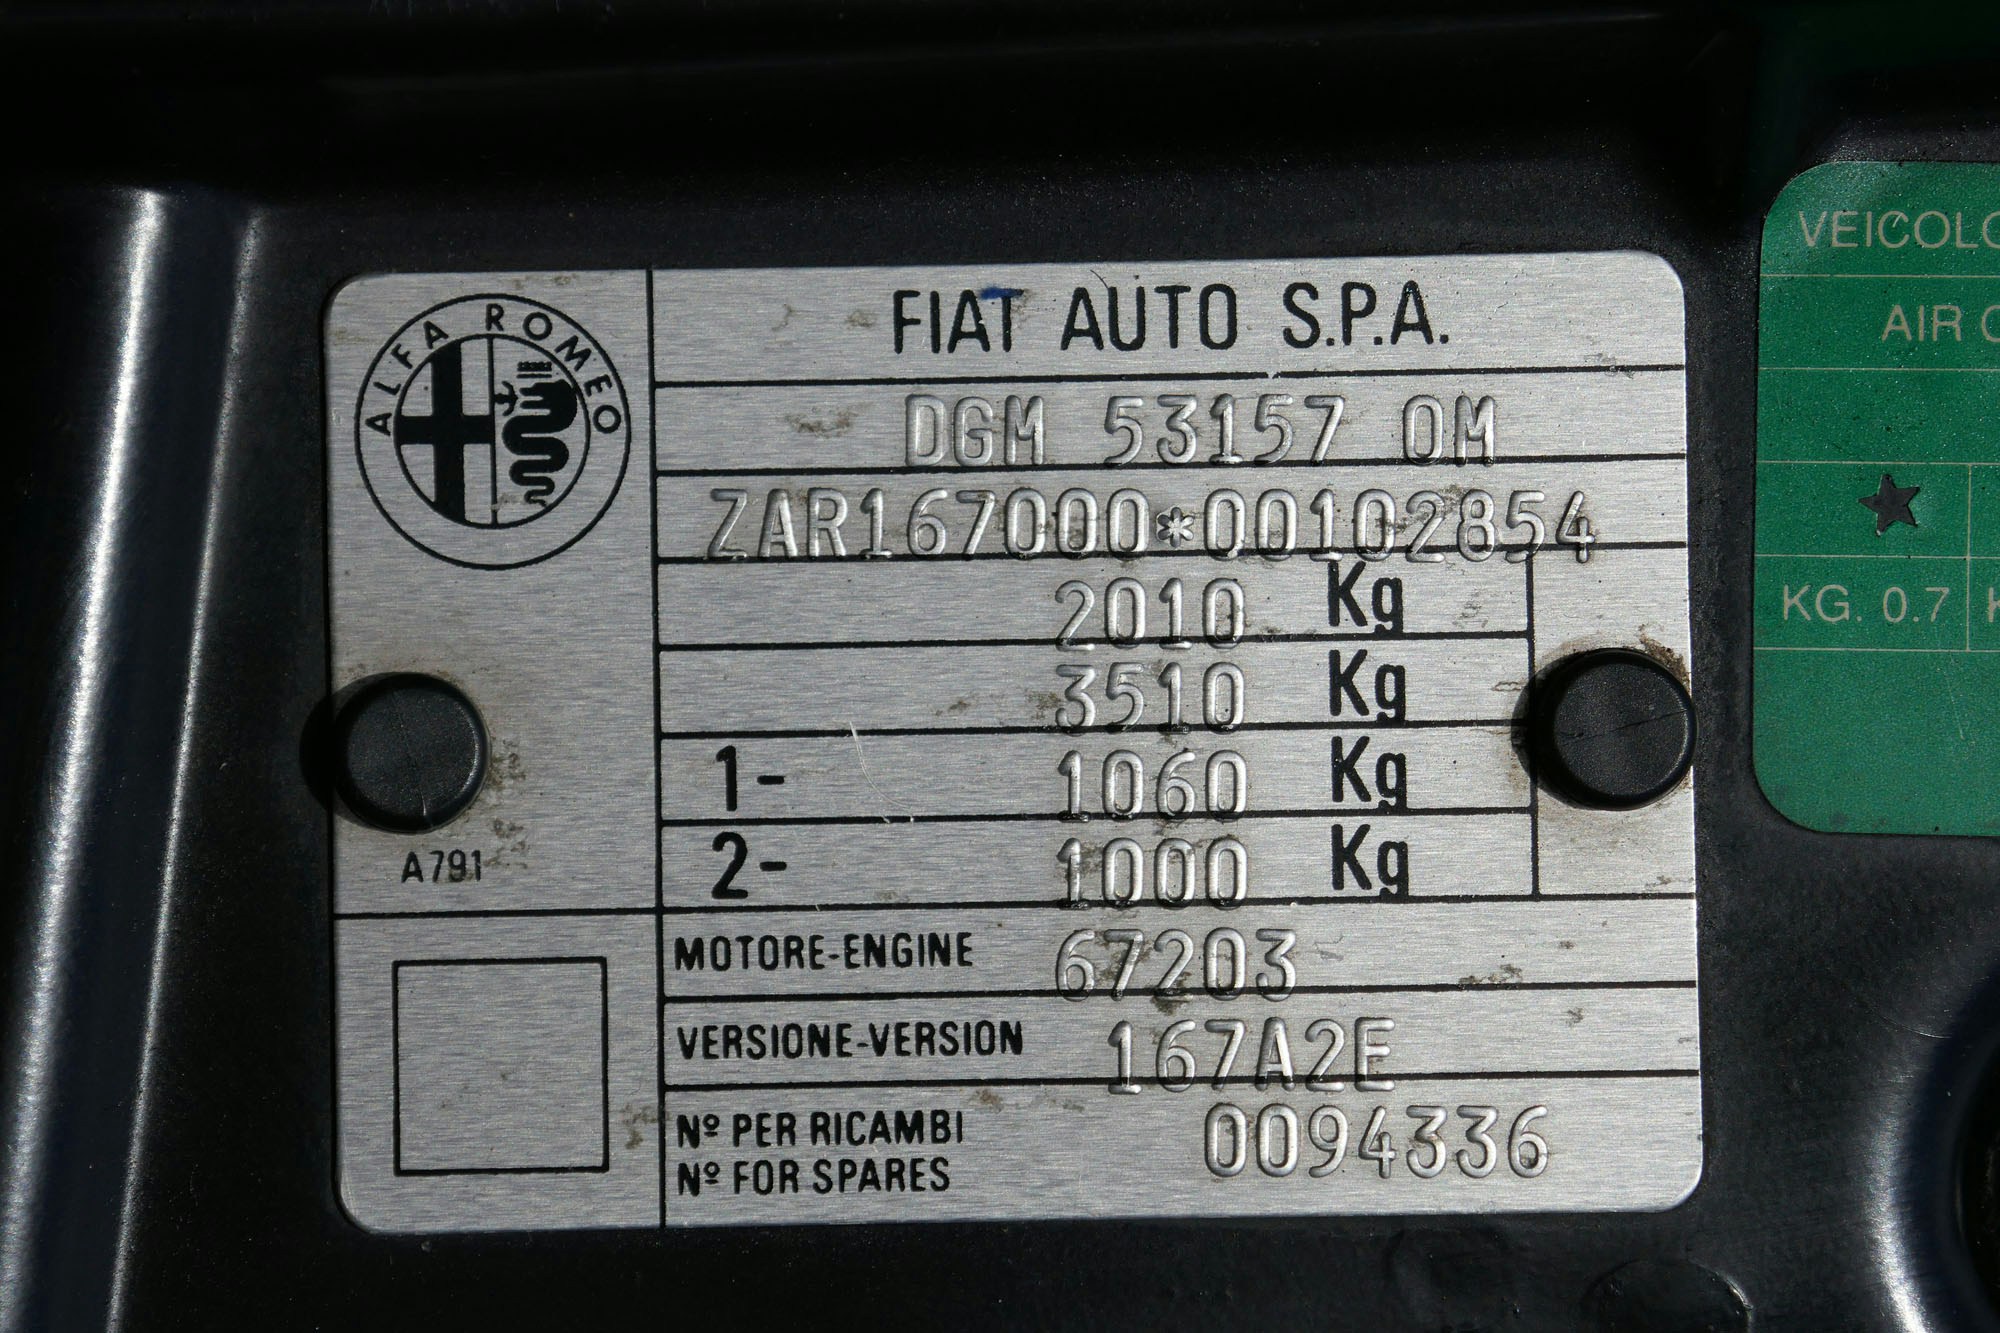 ALFA ROMEO
FIAT AUTO S.P.A.
DGM 53157 OM
ZAR167000*00102854
2010 Kg
3510 Kg
1- 1060 Kg
2- 1000 Kg
A791
MOTORE-ENGINE 67203
VERSIONE-VERSION 167A2E
Nº PER RICAMBI
Nº FOR SPARES
0094336
VEICOLO
AIR
KG. 0.7